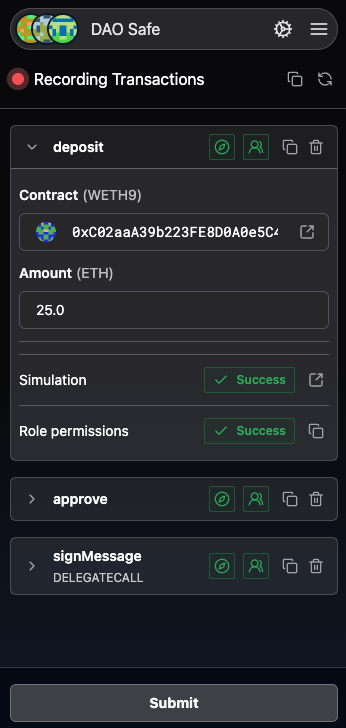 DAO Safe
Recording Transactions
deposit
Contract (WETH9)
0xC02aaA39b223FE8D0A0e5C4
Amount (ETH)
25.0
Simulation
Success
Role permissions
Success
approve
signMessage
DELEGATECALL
Submit